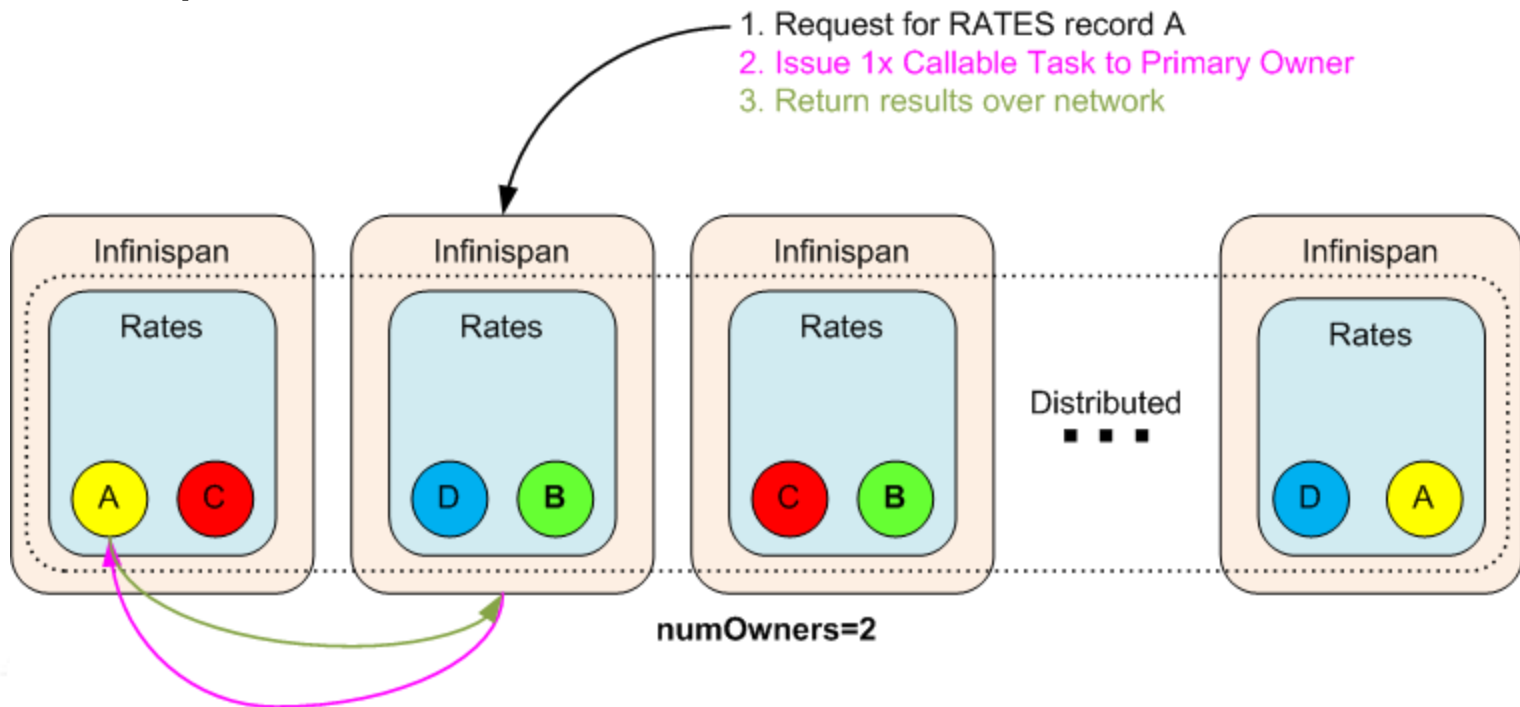 1. Request for RATES record A
2. Issue 1x Callable Task to Primary Owner
3. Return results over network
Infinispan
Infinispan
Infinispan
Infinispan
Rates
Rates
Rates
Rates
Distributed
A
C
D
B
C
B
D
A
numOwners=2